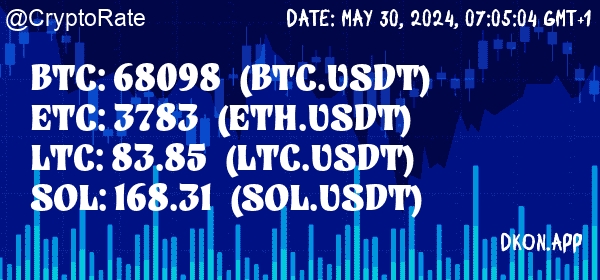 @CryptoRate
DATE: MAY 30, 2024, 07:05:04 GMT+1
BTC: 68098 (BTC.USDT)
ETC: 3783 (ETH.USDT)
LTC: 83.85 (LTC.USDT)
SOL: 168.31 (SOL.USDT)
DKON.APP